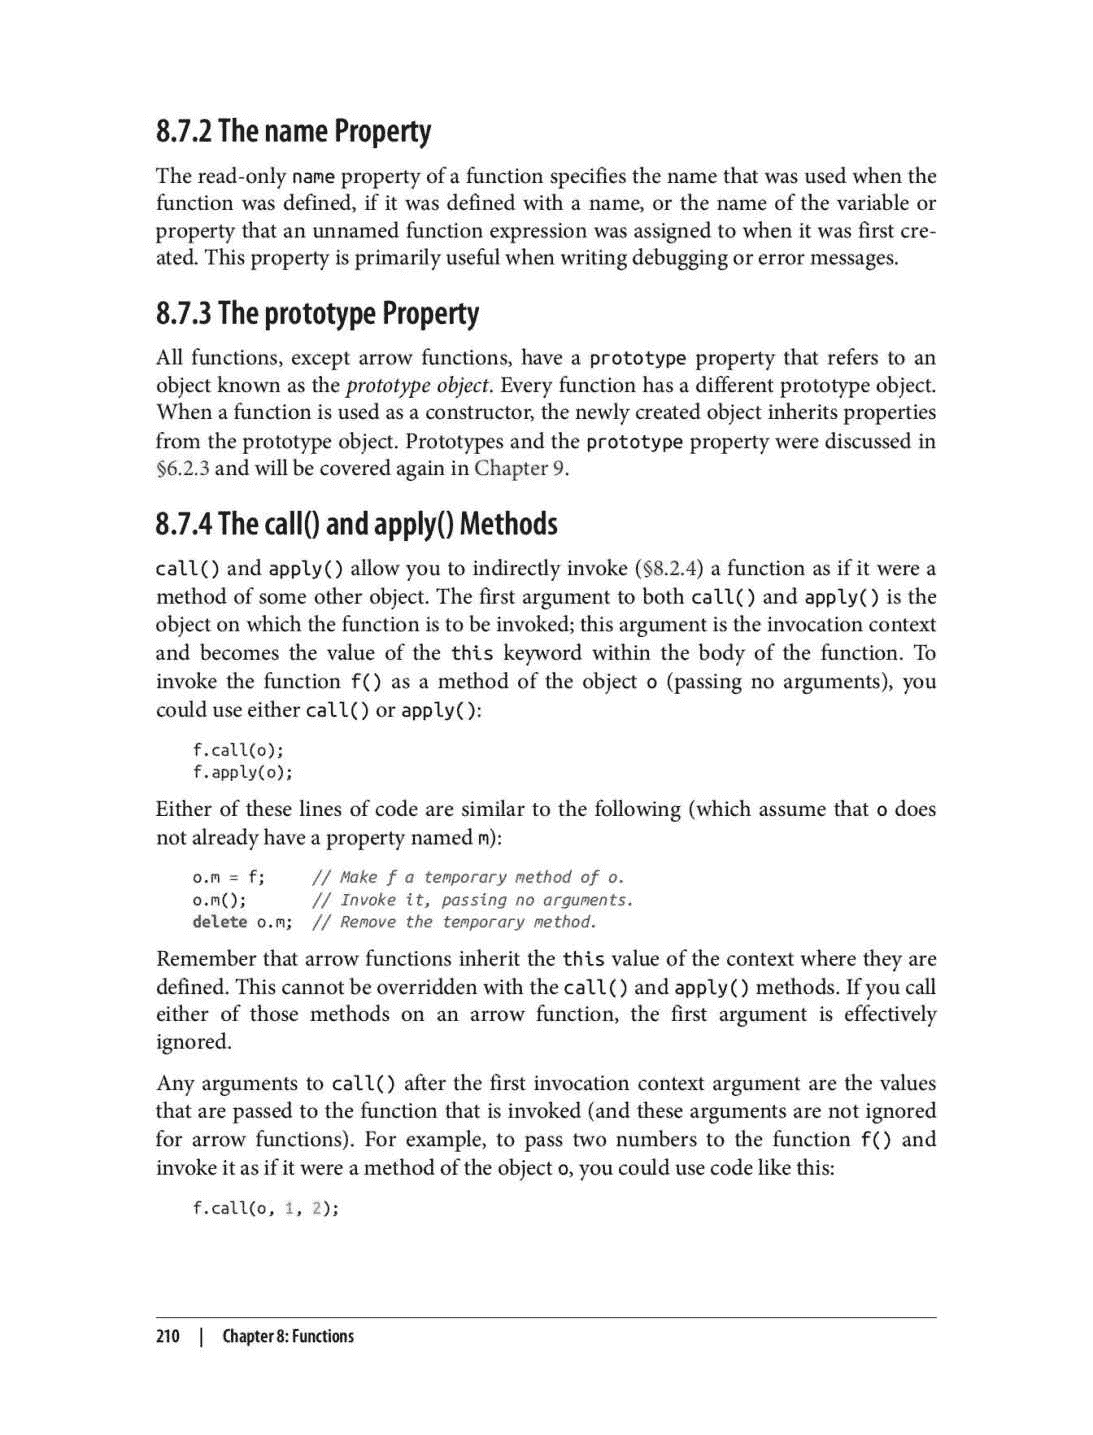 8.7.2 The name Property
The read-only name property of a function specifies the name that was used when the
function was defined, if it was defined with a name, or the name of the variable or
property that an unnamed function expression was assigned to when it was first cre-
ated. This property is primarily useful when writing debugging or error messages.
8.7.3 The prototype Property
All functions, except arrow functions, have a prototype property that refers to an
object known as the prototype object. Every function has a different prototype object.
When a function is used as a constructor, the newly created object inherits properties
from the prototype object. Prototypes and the prototype property were discussed in
§6.2.3 and will be covered again in Chapter 9.
8.7.4 The call() and apply() Methods
call() and apply() allow you to indirectly invoke (§8.2.4) a function as if it were a
method of some other object. The first argument to both call() and apply() is the
object on which the function is to be invoked; this argument is the invocation context
and becomes the value of the this keyword within the body of the function. To
invoke the function f() as a method of the object o (passing no arguments), you
could use either call() or apply():
f.call(o);
f.apply(o);
Either of these lines of code are similar to the following (which assume that o does
not already have a property named m):
o.m = f;     // Make f a temporary method of o.
o.m();       // Invoke it, passing no arguments.
delete o.m;  // Remove the temporary method.
Remember that arrow functions inherit the this value of the context where they are
defined. This cannot be overridden with the call() and apply() methods. If you call
either of those methods on an arrow function, the first argument is effectively
ignored.
Any arguments to call() after the first invocation context argument are the values
that are passed to the function that is invoked (and these arguments are not ignored
for arrow functions). For example, to pass two numbers to the function f() and
invoke it as if it were a method of the object o, you could use code like this:
f.call(o, 1, 2);
210 | Chapter 8: Functions